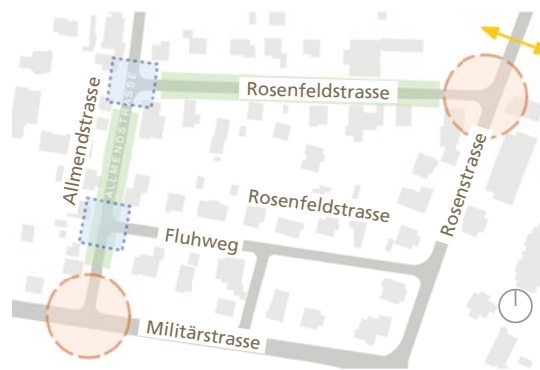 Allmendstrasse
ALLMENDSTRASSE
Rosenfeldstrasse
Rosenstrasse
Rosenfeldstrasse
Fluhweg
Militärstrasse